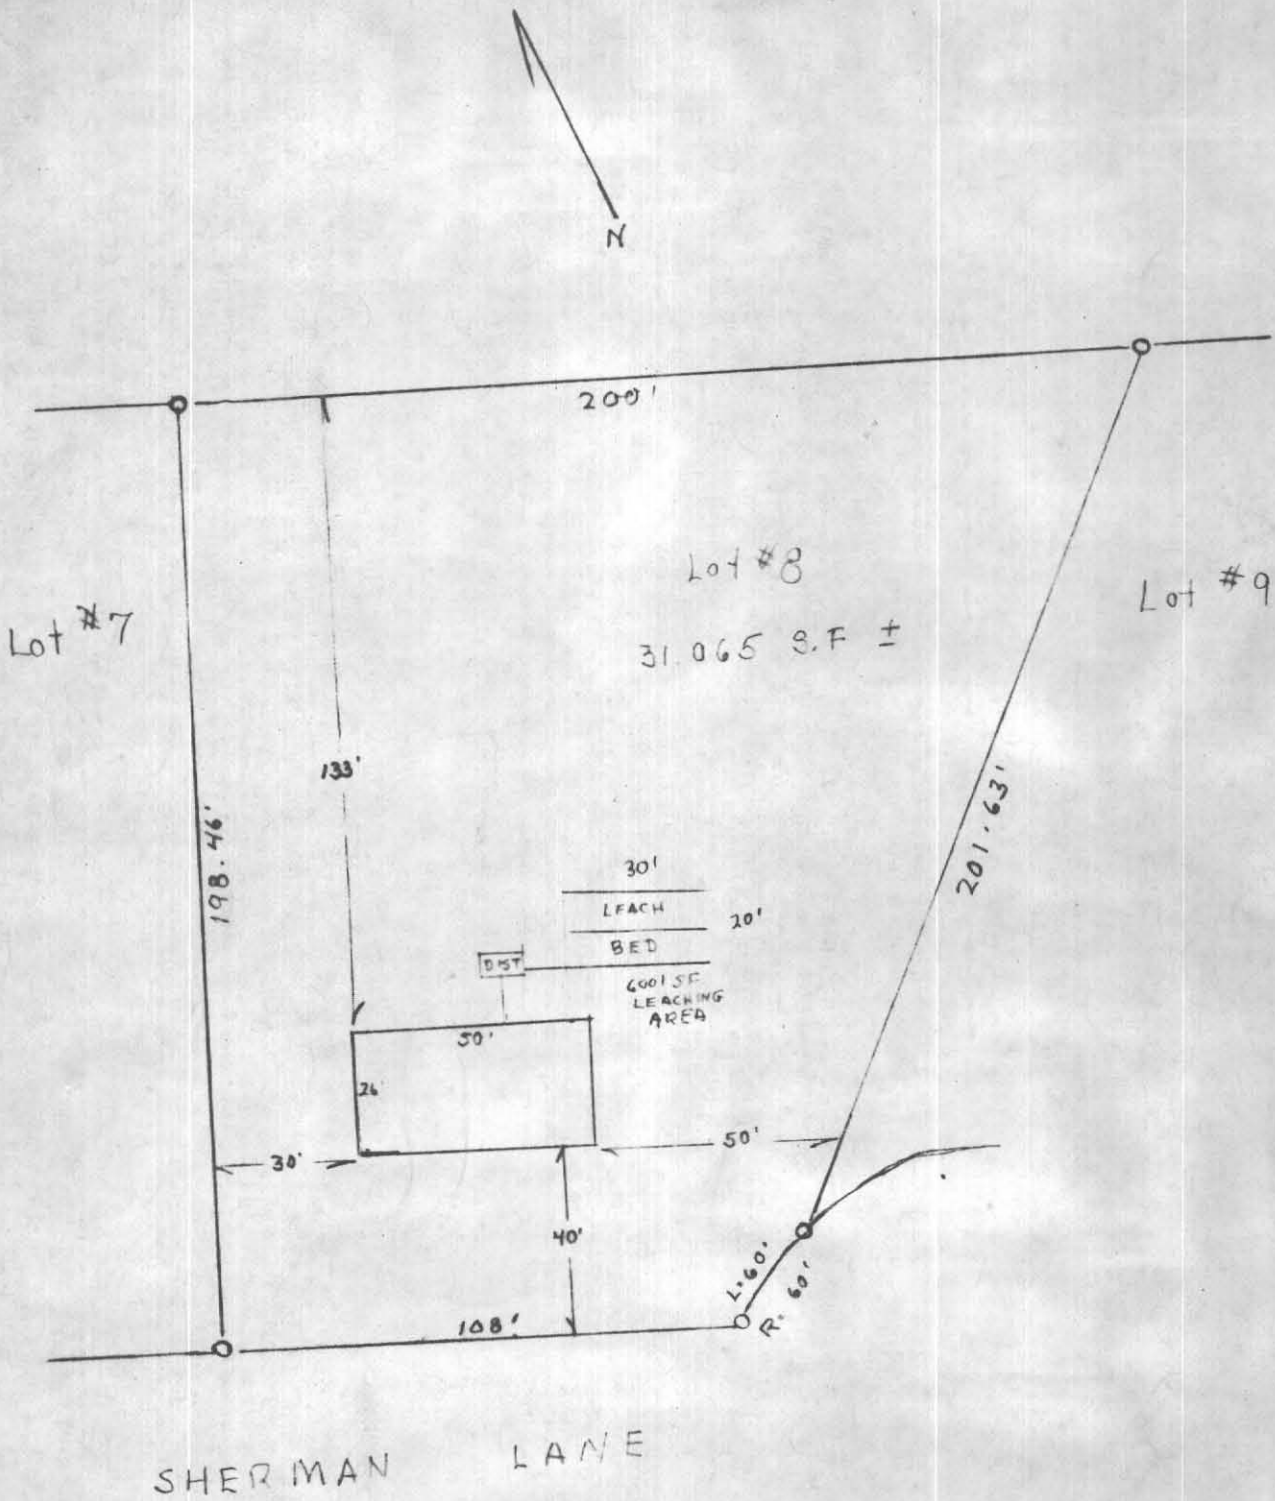 N
200'
Lot #8
31.065 S.F ±
Lot #7
Lot #9
133'
198.46'
201.63'
30'
LEACH
20'
BED
DIST
600 SF
LEACHING
AREA
50'
26'
30'
50'
40'
L.60'
R. 60'
108'
SHERMAN LANE